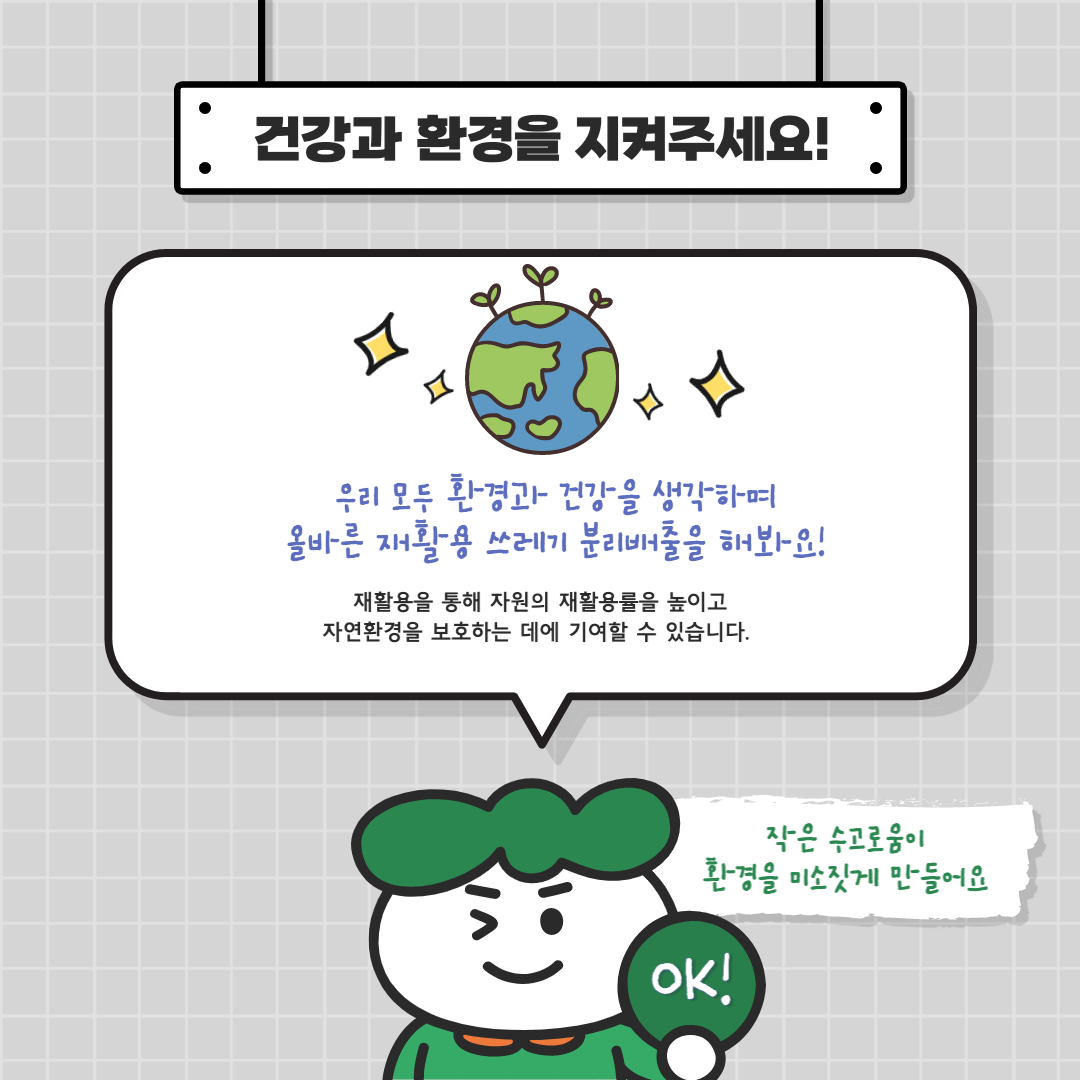 건강과 환경을 지켜주세요!
우리 모두 환경과 건강을 생각하며
올바른 재활용 쓰레기 분리배출을 해봐요!
재활용을 통해 자원의 재활용률을 높이고
자연환경을 보호하는 데에 기여할 수 있습니다.
작은 수고로움이
환경을 미소짓게 만들어요
OK!